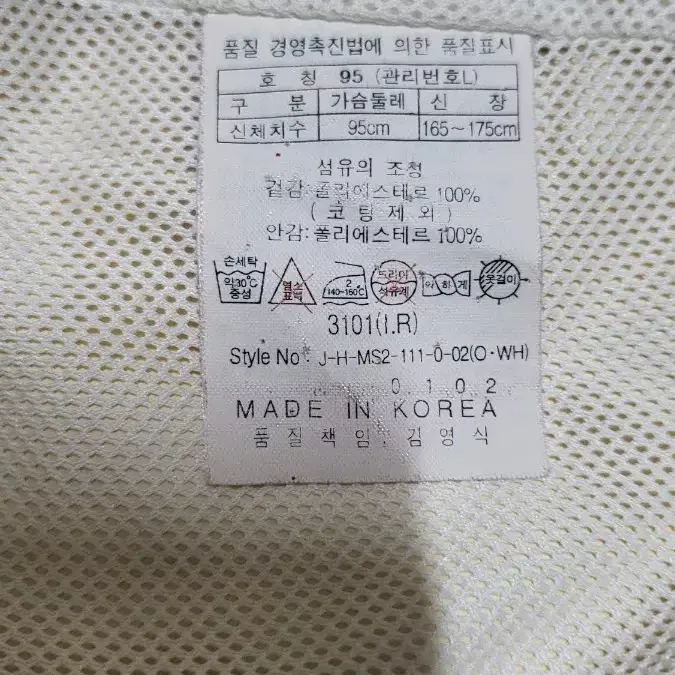 품질 경영촉진법에 의한 품질표시
호 칭 95 (관리번호L)
구 분 가슴둘레 신 장
신체치수 95cm 165~175cm
섬유의 조청
겉감:폴리에스테르 100%
( 코 팅 제 외 )
안감:폴리에스테르 100%
손세탁
약30℃ 염소 2 드라이 옷걸이
중성 표백 140~160℃ 석유계 약 하 게
3101(I.R)
Style No : J-H-MS2-111-0-02(O·WH)
0 1 0 2
MADE IN KOREA
품 질 책 임 : 김 영 식